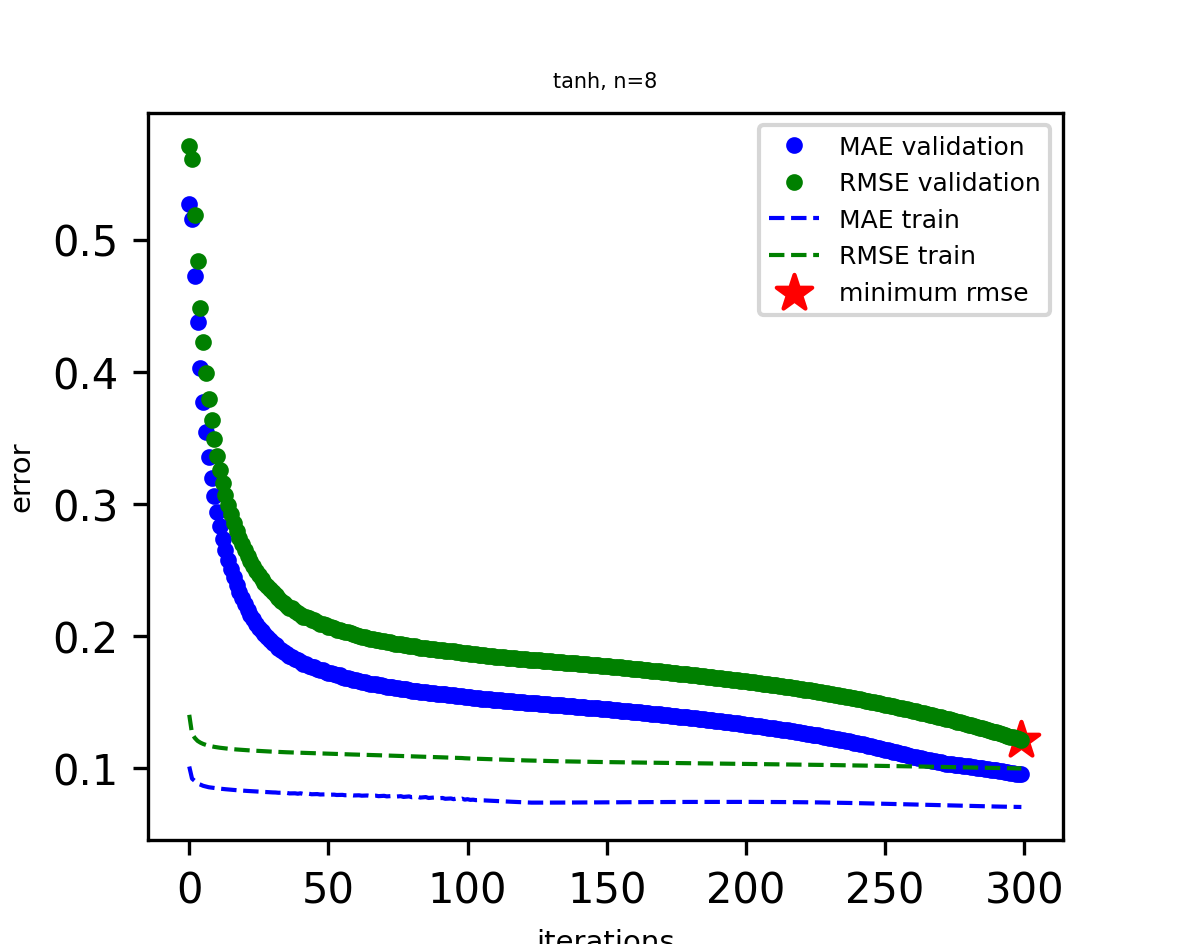 tanh, n=8
MAE validation
RMSE validation
MAE train
RMSE train
minimum rmse
error
0.5
0.4
0.3
0.2
0.1
0 50 100 150 200 250 300
iterations